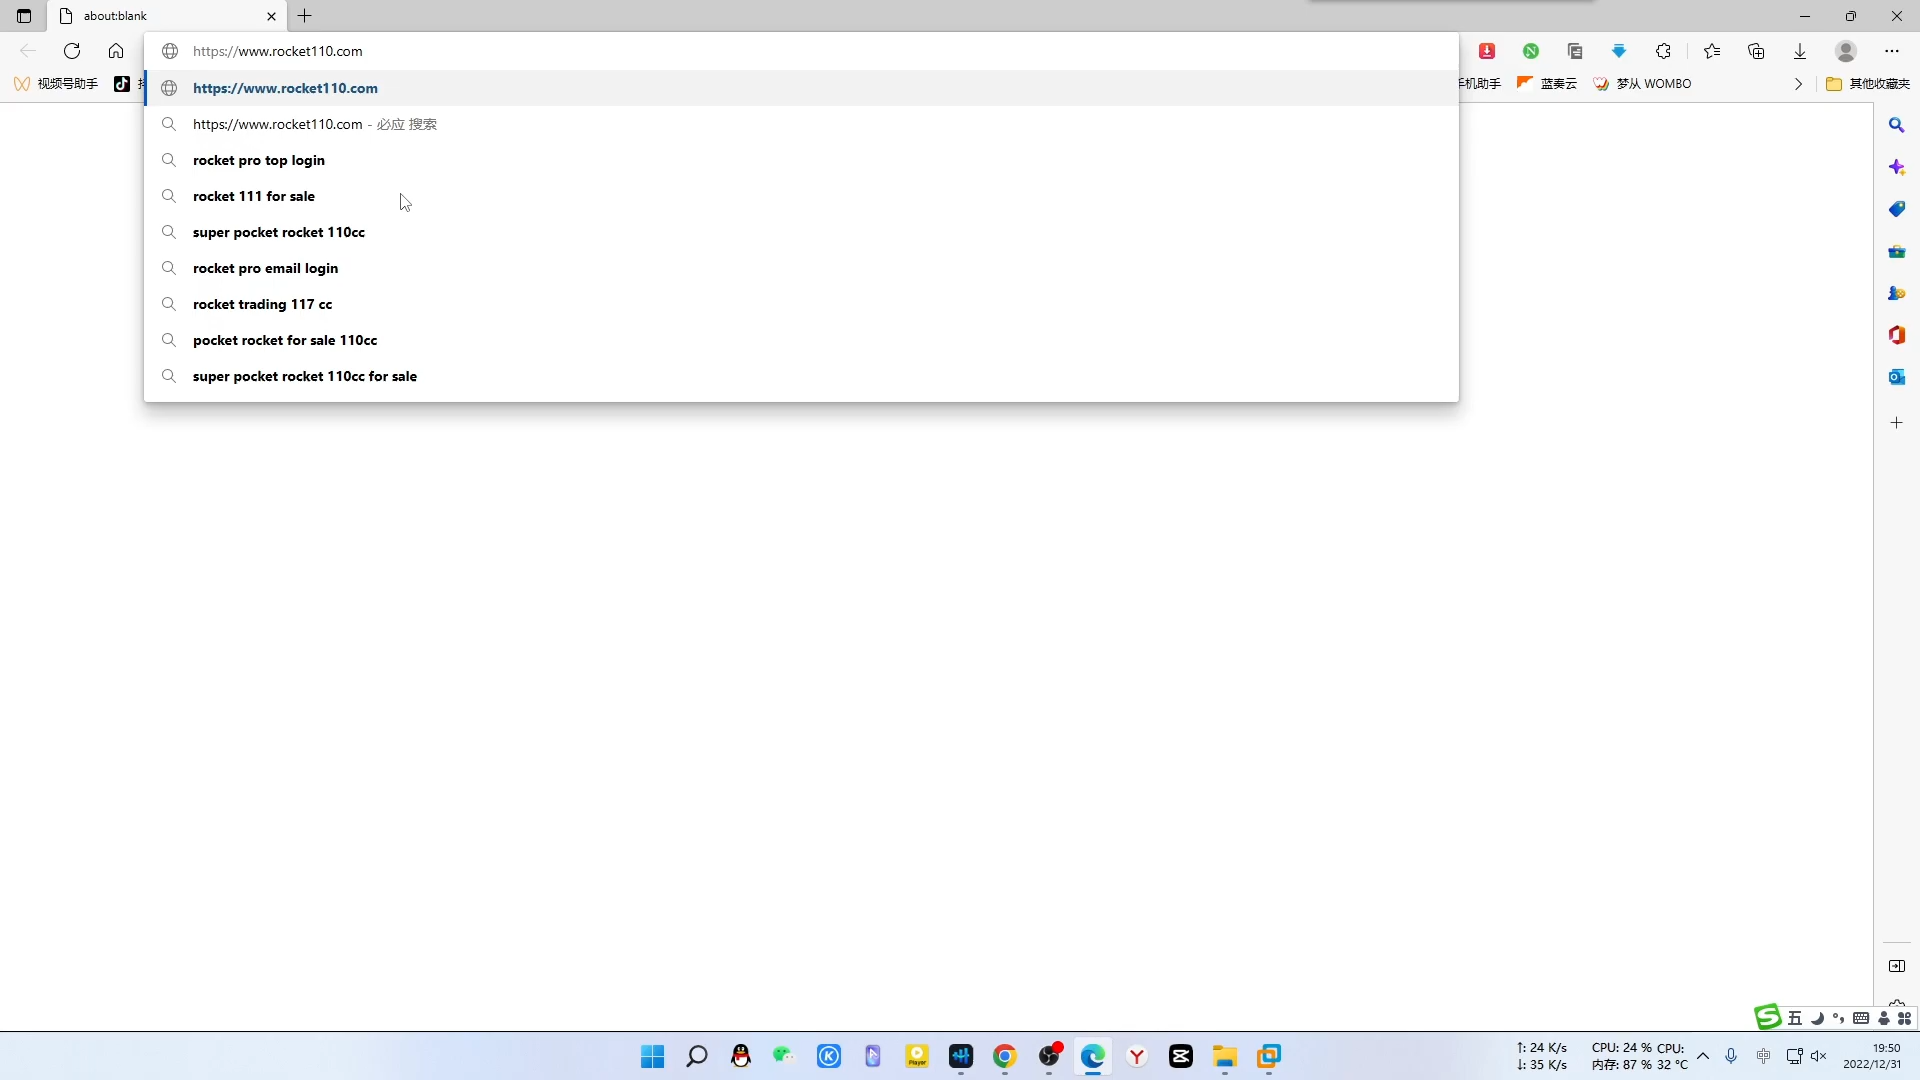 about:blank
https://www.rocket110.com
视频号助手
手机助手
蓝奏云
梦从 WOMBO
其他收藏夹
https://www.rocket110.com
https://www.rocket110.com - 必应 搜索
rocket pro top login
rocket 111 for sale
super pocket rocket 110cc
rocket pro email login
rocket trading 117 cc
pocket rocket for sale 110cc
super pocket rocket 110cc for sale
五
Player
↑: 24 K/s
↓: 35 K/s
CPU: 24 % CPU:
内存: 87 % 32 °C
中
19:50
2022/12/31